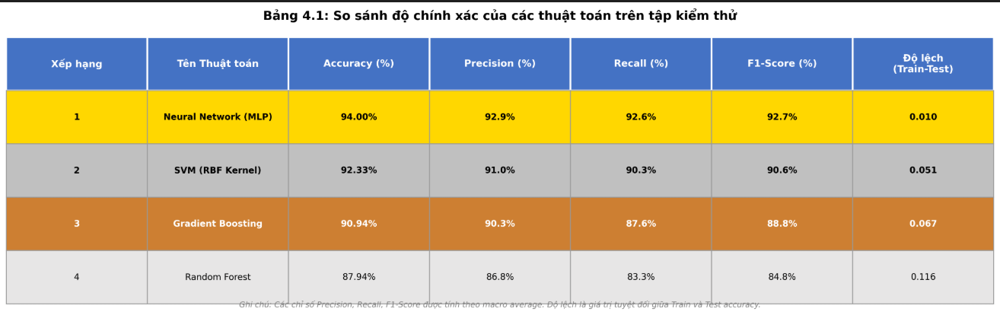 Bảng 4.1: So sánh độ chính xác của các thuật toán trên tập kiểm thử
Xếp hạng Tên Thuật toán Accuracy (%) Precision (%) Recall (%) F1-Score (%) Độ lệch
(Train-Test)
1 Neural Network (MLP) 94.00% 92.9% 92.6% 92.7% 0.010
2 SVM (RBF Kernel) 92.33% 91.0% 90.3% 90.6% 0.051
3 Gradient Boosting 90.94% 90.3% 87.6% 88.8% 0.067
4 Random Forest 87.94% 86.8% 83.3% 84.8% 0.116
Ghi chú: Các chỉ số Precision, Recall, F1-Score được tính theo macro average. Độ lệch là giá trị tuyệt đối giữa Train và Test accuracy.